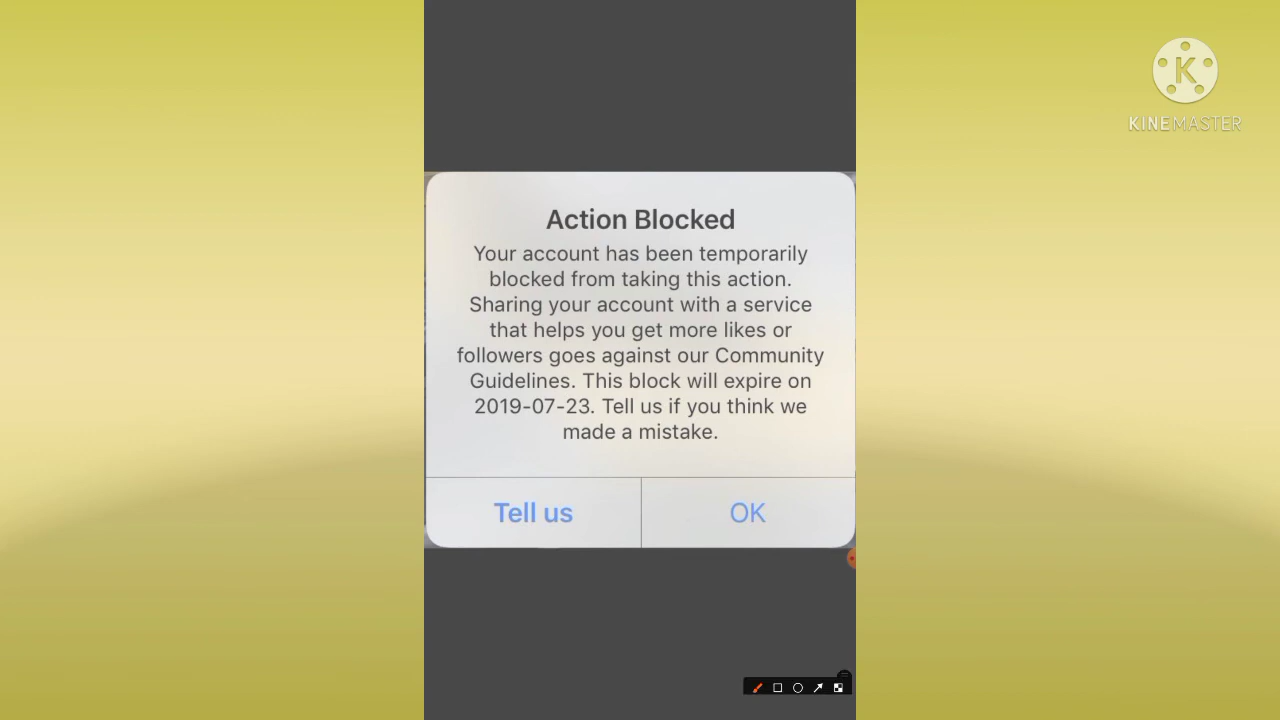 K
KINEMASTER
Action Blocked
Your account has been temporarily
blocked from taking this action.
Sharing your account with a service
that helps you get more likes or
followers goes against our Community
Guidelines. This block will expire on
2019-07-23. Tell us if you think we
made a mistake.
Tell us
OK